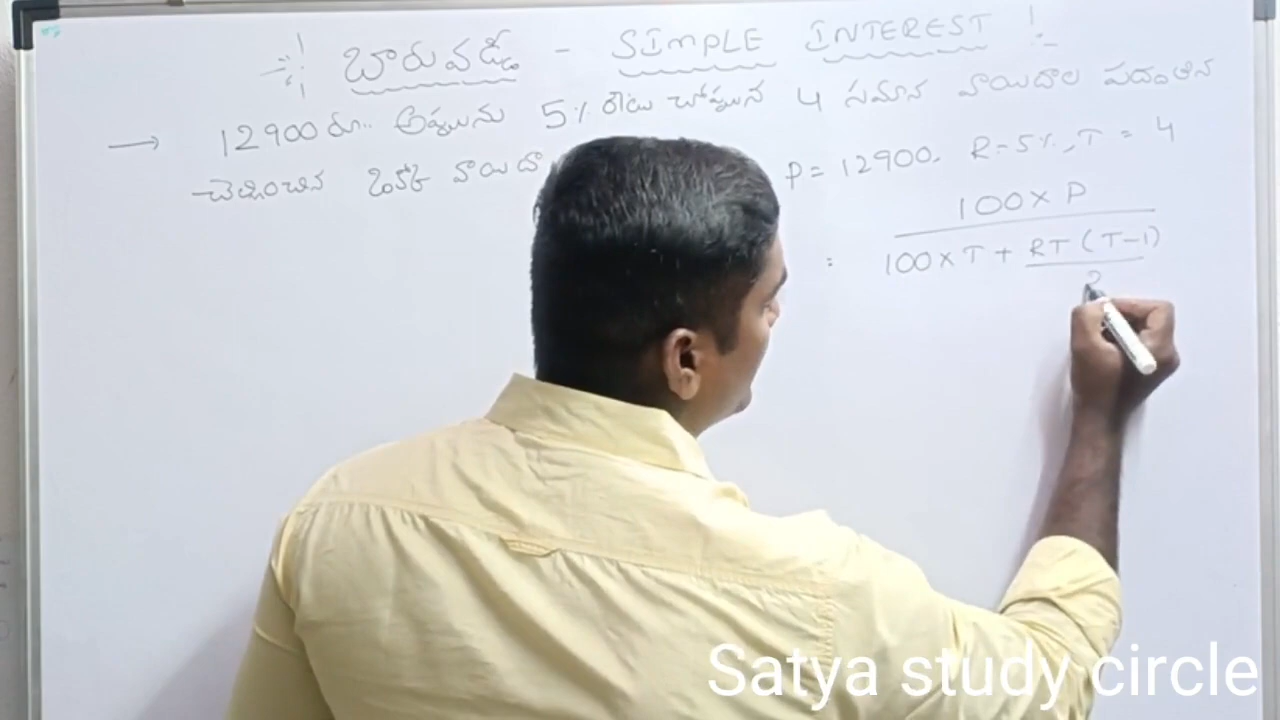 బారువడ్డీ - SIMPLE INTEREST !
→ 12900 రూ.. అప్పును 5% రేటు చొప్పున 4 సమాన వాయిదాల పద్ధతిన
చెల్లించిన ఒకొక్క వాయిదా
P = 12900, R = 5%, T = 4
100 × P
100 × T + RT (T-1)
2
Satya study circle